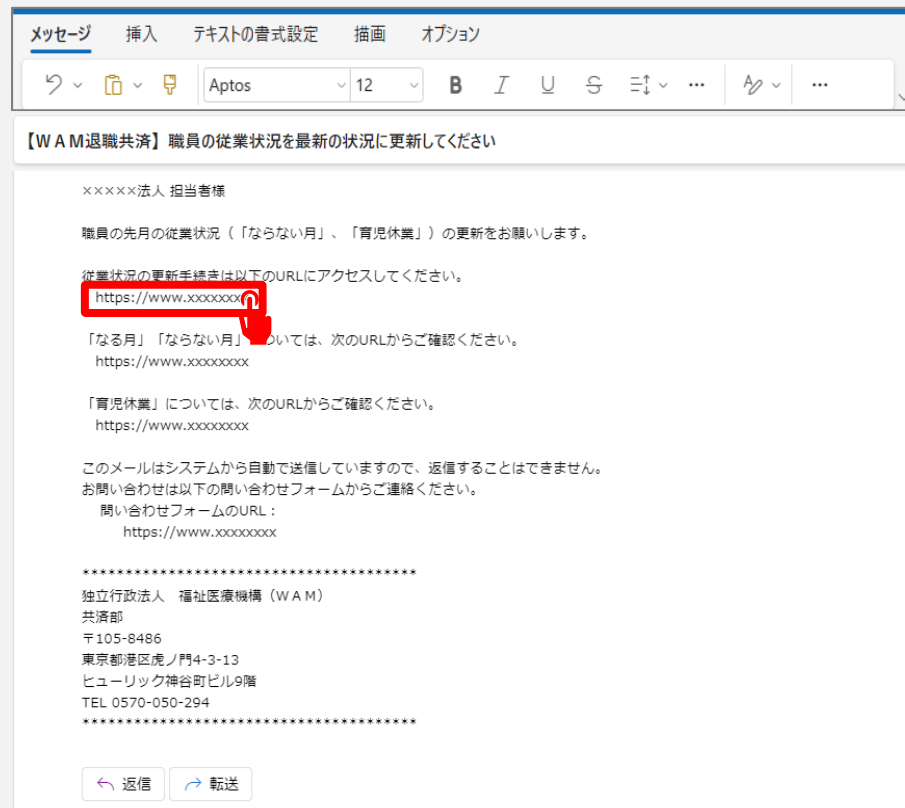 メッセージ 挿入 テキストの書式設定 描画 オプション
Aptos 12 B I U S ... ...
【ＷＡＭ退職共済】職員の従業状況を最新の状況に更新してください
×××××法人 担当者様
職員の先月の従業状況（「ならない月」、「育児休業」）の更新をお願いします。
従業状況の更新手続きは以下のURLにアクセスしてください。
https://www.xxxxxxx
「なる月」「ならない月」ついては、次のURLからご確認ください。
https://www.xxxxxxxx
「育児休業」については、次のURLからご確認ください。
https://www.xxxxxxxx
このメールはシステムから自動で送信していますので、返信することはできません。
お問い合わせは以下の問い合わせフォームからご連絡ください。
問い合わせフォームのURL：
https://www.xxxxxxxx
***************************************
独立行政法人　福祉医療機構（ＷＡＭ）
共済部
〒105-8486
東京都港区虎ノ門4-3-13
ヒューリック神谷町ビル9階
TEL 0570-050-294
***************************************
返信 転送